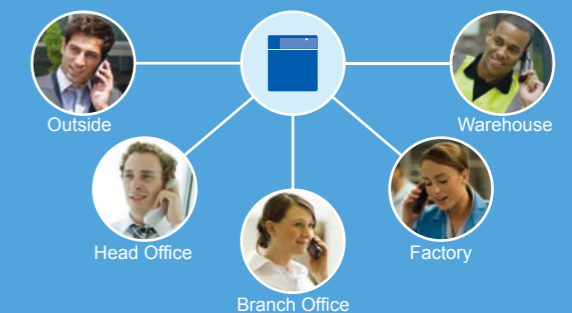 Outside
Warehouse
Head Office
Factory
Branch Office